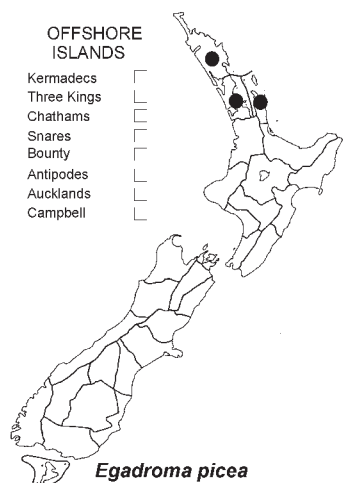 OFFSHORE
ISLANDS
Kermadecs
Three Kings
Chathams
Snares
Bounty
Antipodes
Aucklands
Campbell
Egadroma picea